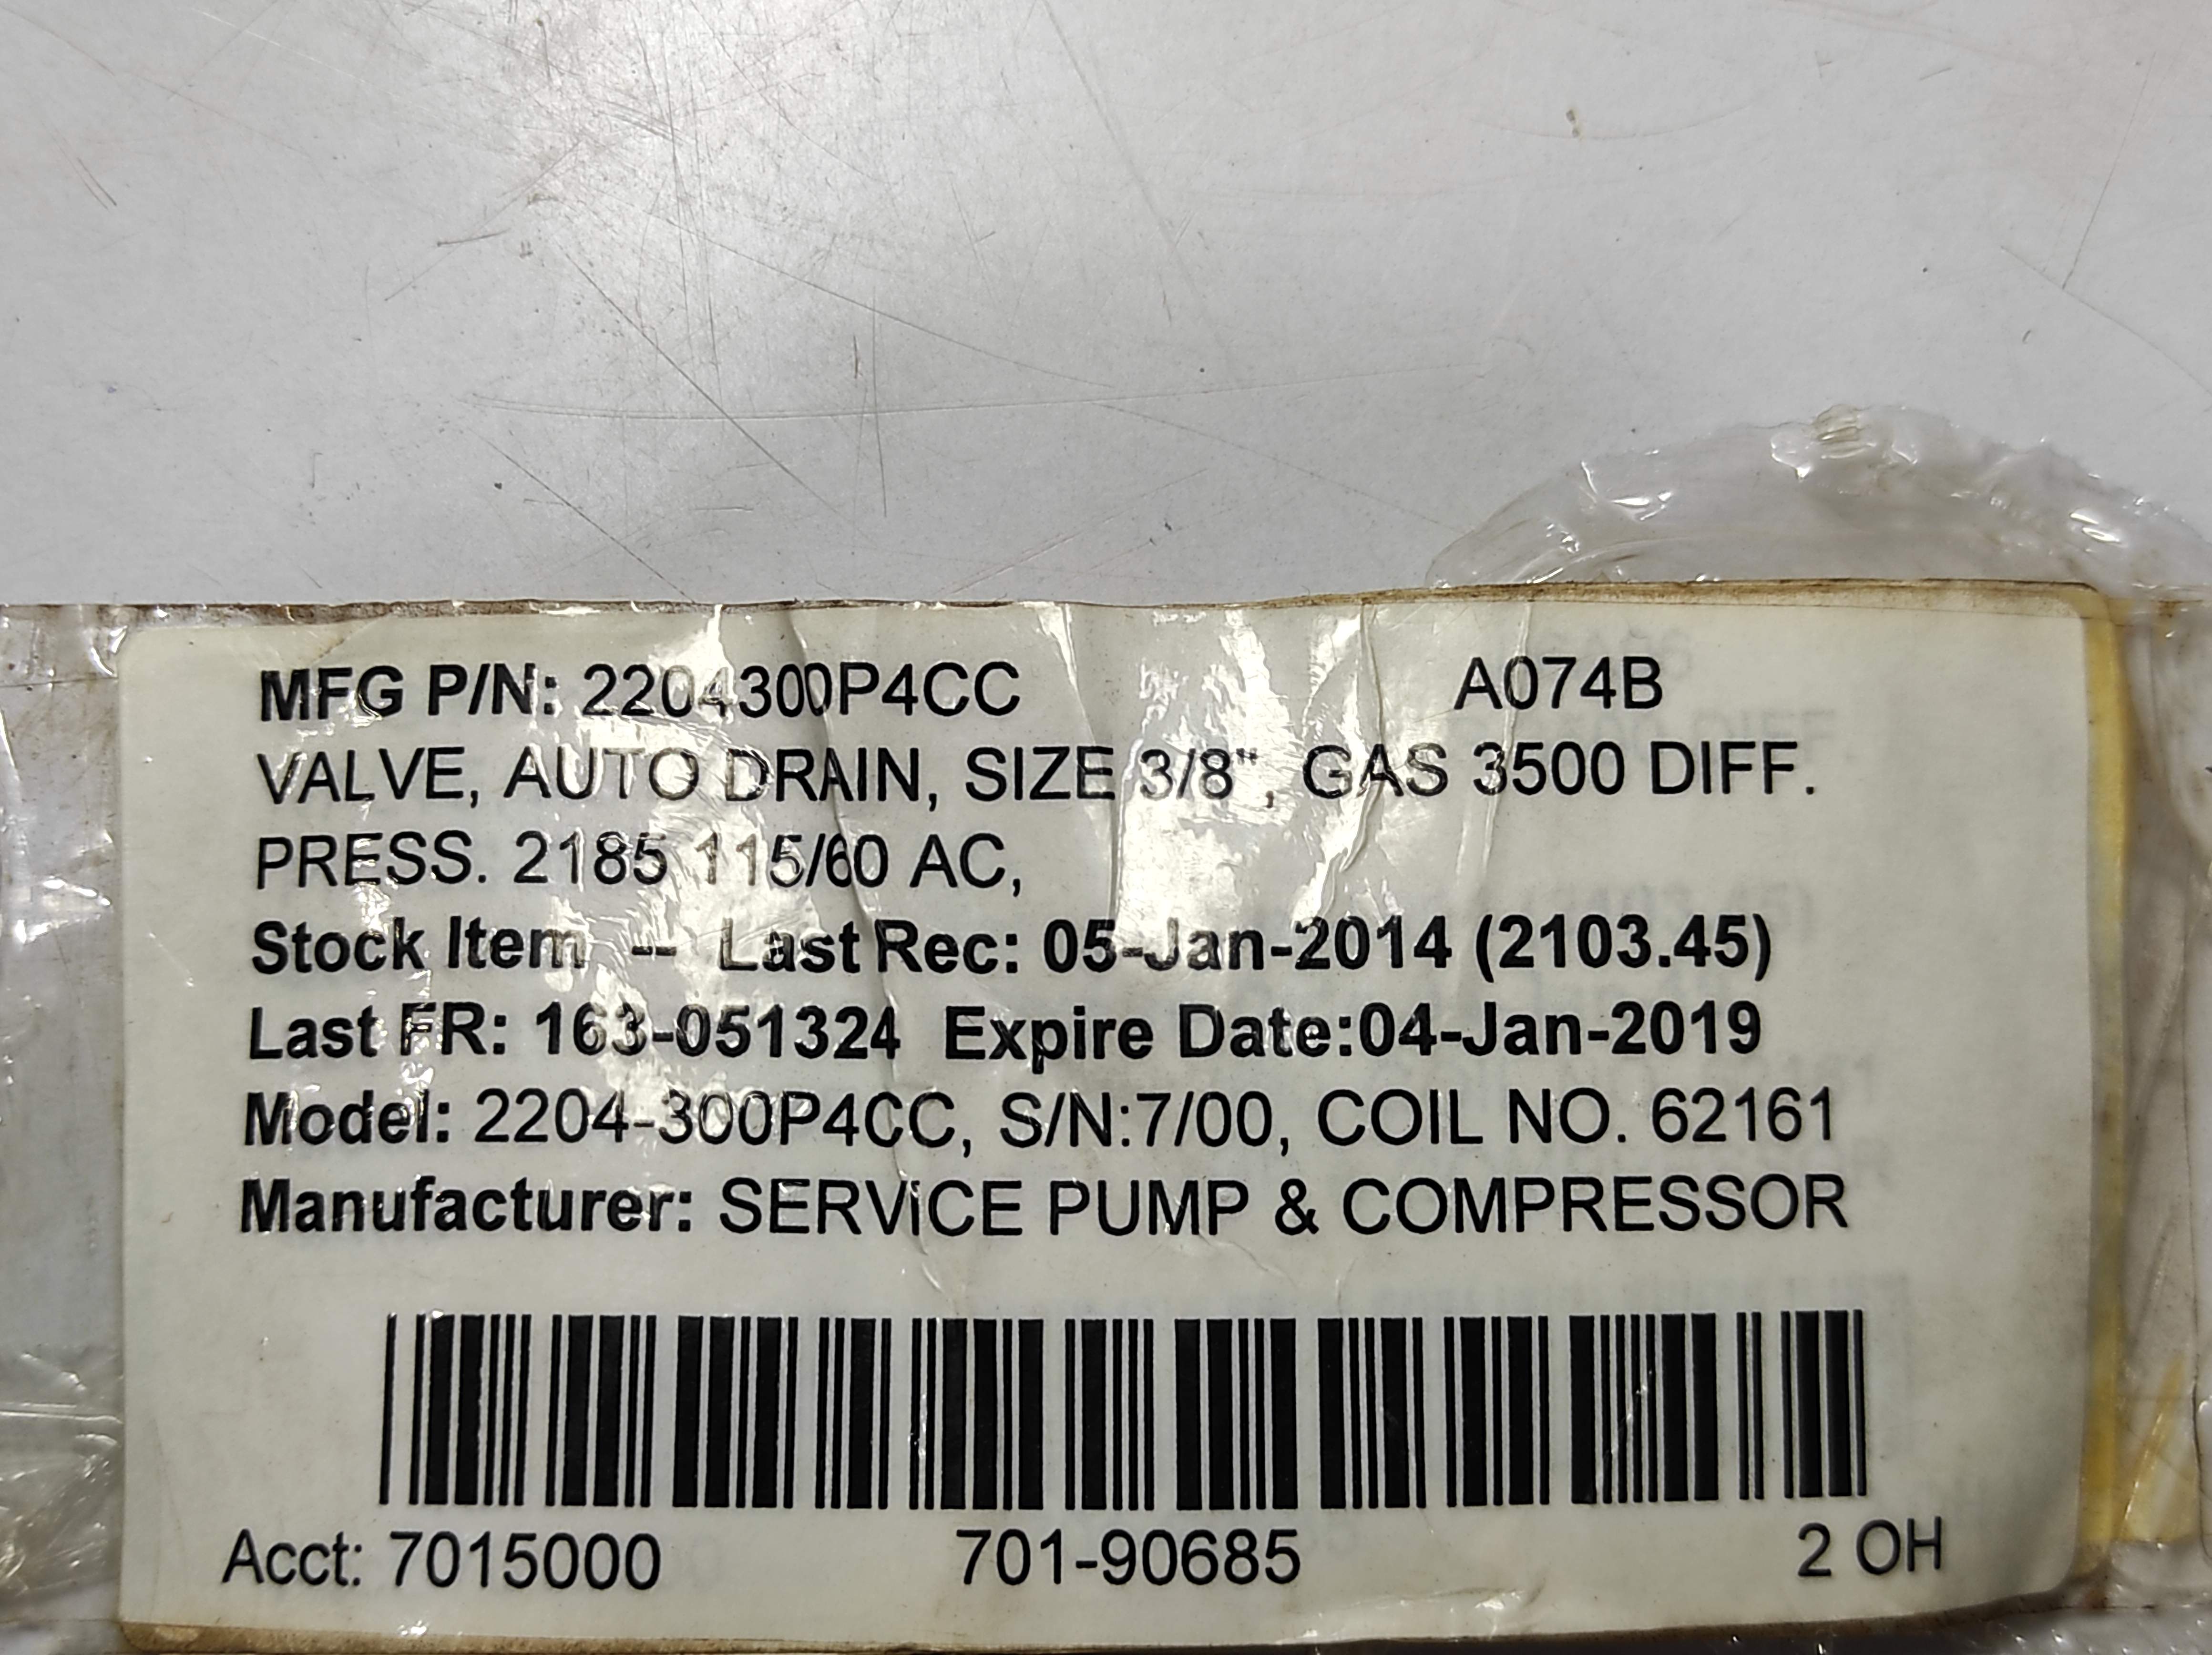 MFG P/N: 2204300P4CC A074B
VALVE, AUTO DRAIN, SIZE 3/8", GAS 3500 DIFF.
PRESS. 2185 115/60 AC,
Stock Item -- Last Rec: 05-Jan-2014 (2103.45)
Last FR: 163-051324 Expire Date:04-Jan-2019
Model: 2204-300P4CC, S/N:7/00, COIL NO. 62161
Manufacturer: SERVICE PUMP & COMPRESSOR
Acct: 7015000 701-90685 2 OH